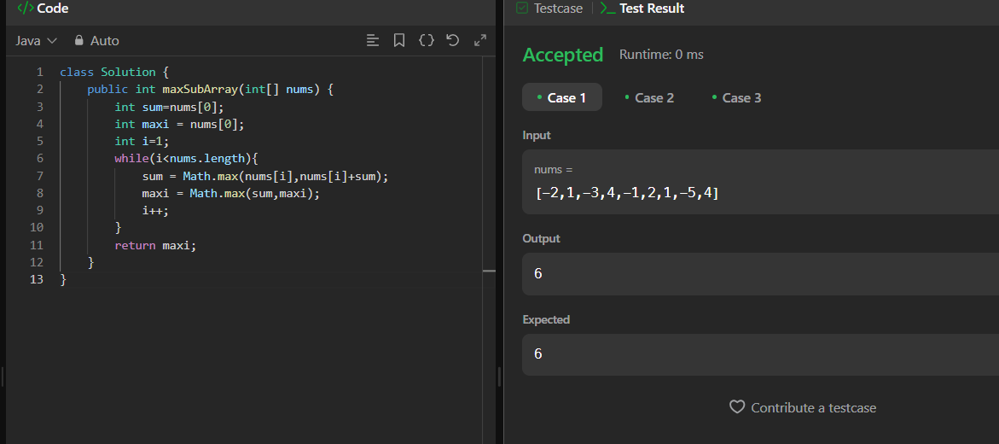 </> Code
Java Auto
1 class Solution {
2     public int maxSubArray(int[] nums) {
3         int sum=nums[0];
4         int maxi = nums[0];
5         int i=1;
6         while(i<nums.length){
7             sum = Math.max(nums[i],nums[i]+sum);
8             maxi = Math.max(sum,maxi);
9             i++;
10         }
11         return maxi;
12     }
13 }
Testcase | >_ Test Result
Accepted Runtime: 0 ms
• Case 1 • Case 2 • Case 3
Input
nums =
[-2,1,-3,4,-1,2,1,-5,4]
Output
6
Expected
6
Contribute a testcase